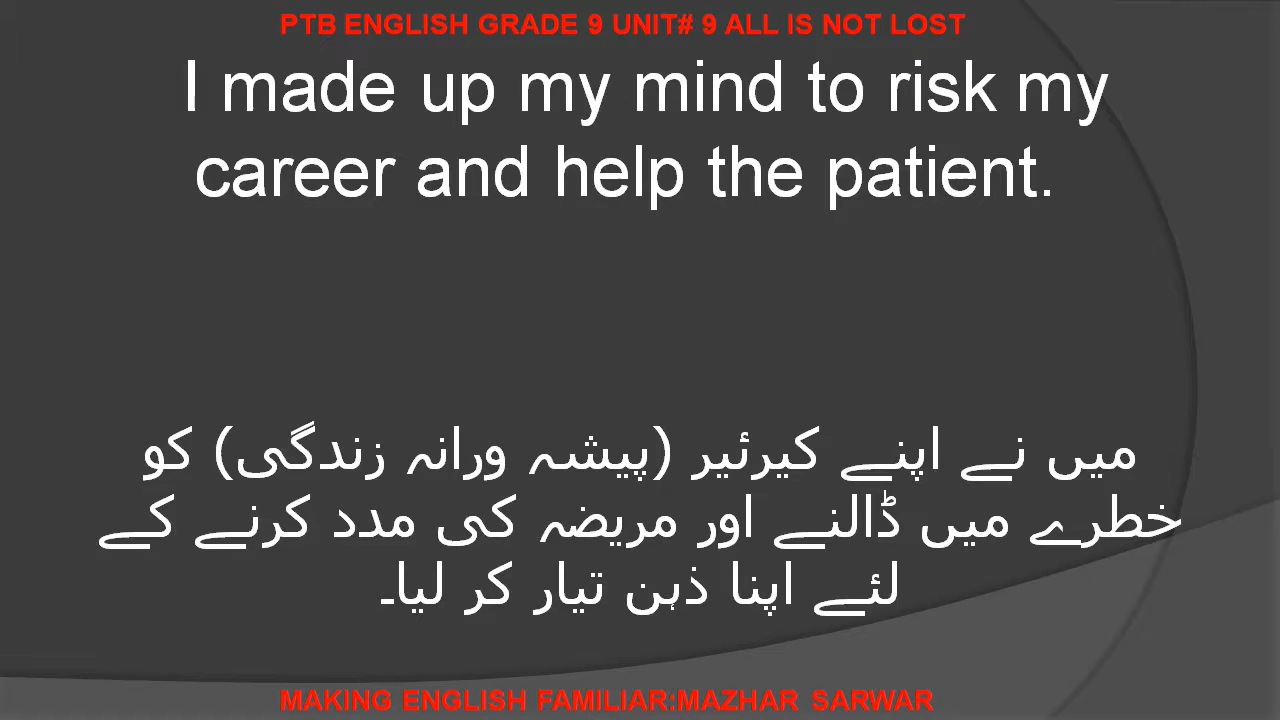 PTB ENGLISH GRADE 9 UNIT# 9 ALL IS NOT LOST
I made up my mind to risk my
career and help the patient.
میں نے اپنے کیرئیر (پیشہ ورانہ زندگی) کو
خطرے میں ڈالنے اور مریضہ کی مدد کرنے کے
لئے اپنا ذہن تیار کر لیا۔
MAKING ENGLISH FAMILIAR:MAZHAR SARWAR